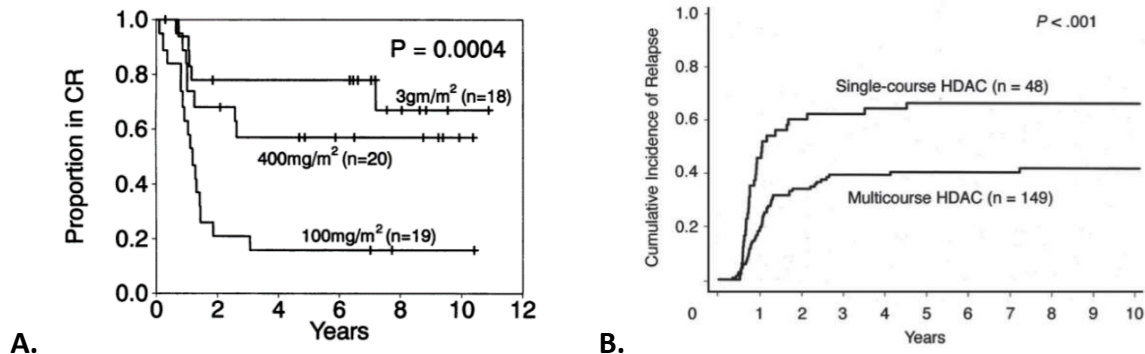 P = 0.0004
3gm/m² (n=18)
400mg/m² (n=20)
100mg/m² (n=19)
Proportion in CR
1.0
0.8
0.6
0.4
0.2
0.0
0 2 4 6 8 10 12
Years
A.
P < .001
Single-course HDAC (n = 48)
Multicourse HDAC (n = 149)
Cumulative Incidence of Relapse
1.0
0.8
0.6
0.4
0.2
0 1 2 3 4 5 6 7 8 9 10
Years
B.